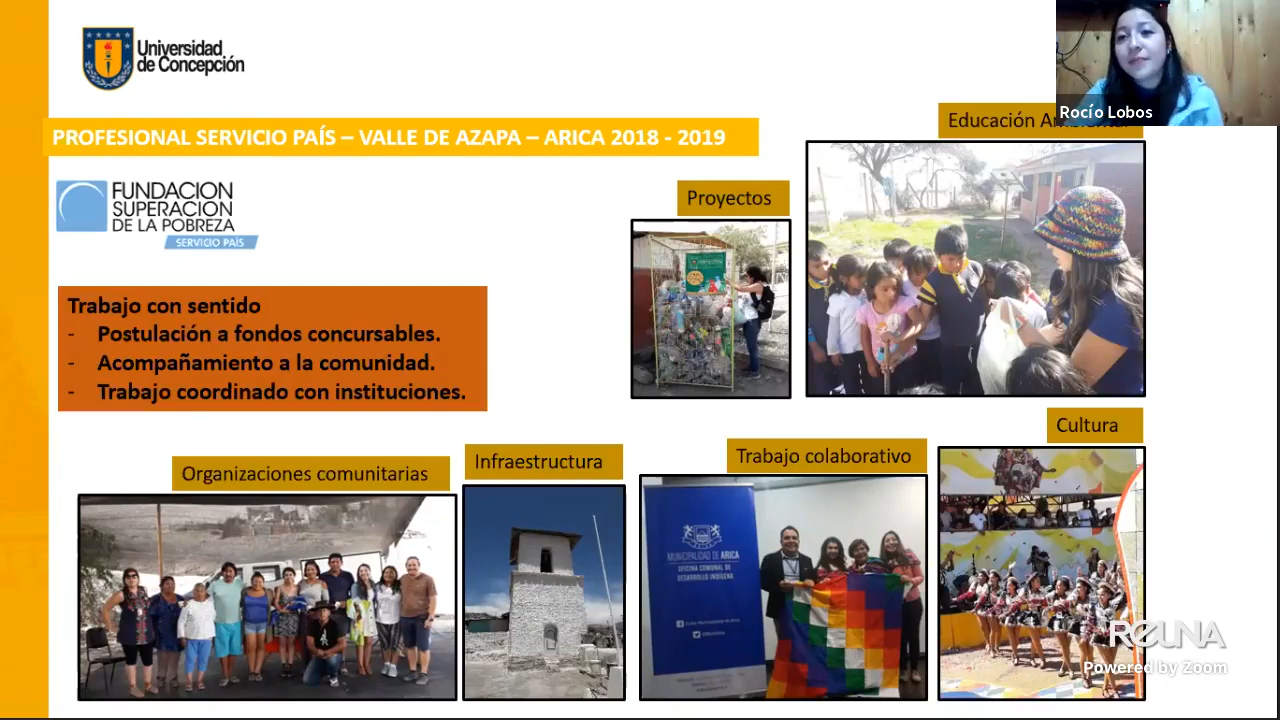 Universidad
de Concepción
Rocío Lobos
PROFESIONAL SERVICIO PAÍS – VALLE DE AZAPA – ARICA 2018 - 2019
Educación
FUNDACION
SUPERACION
DE LA POBREZA
SERVICIO PAÍS
Proyectos
Trabajo con sentido
- Postulación a fondos concursables.
- Acompañamiento a la comunidad.
- Trabajo coordinado con instituciones.
Cultura
Organizaciones comunitarias
Infraestructura
Trabajo colaborativo
MUNICIPALIDAD DE ARICA
OFICINA COMUNAL DE
DESARROLLO INDÍGENA
REUNA
Powered by Zoom